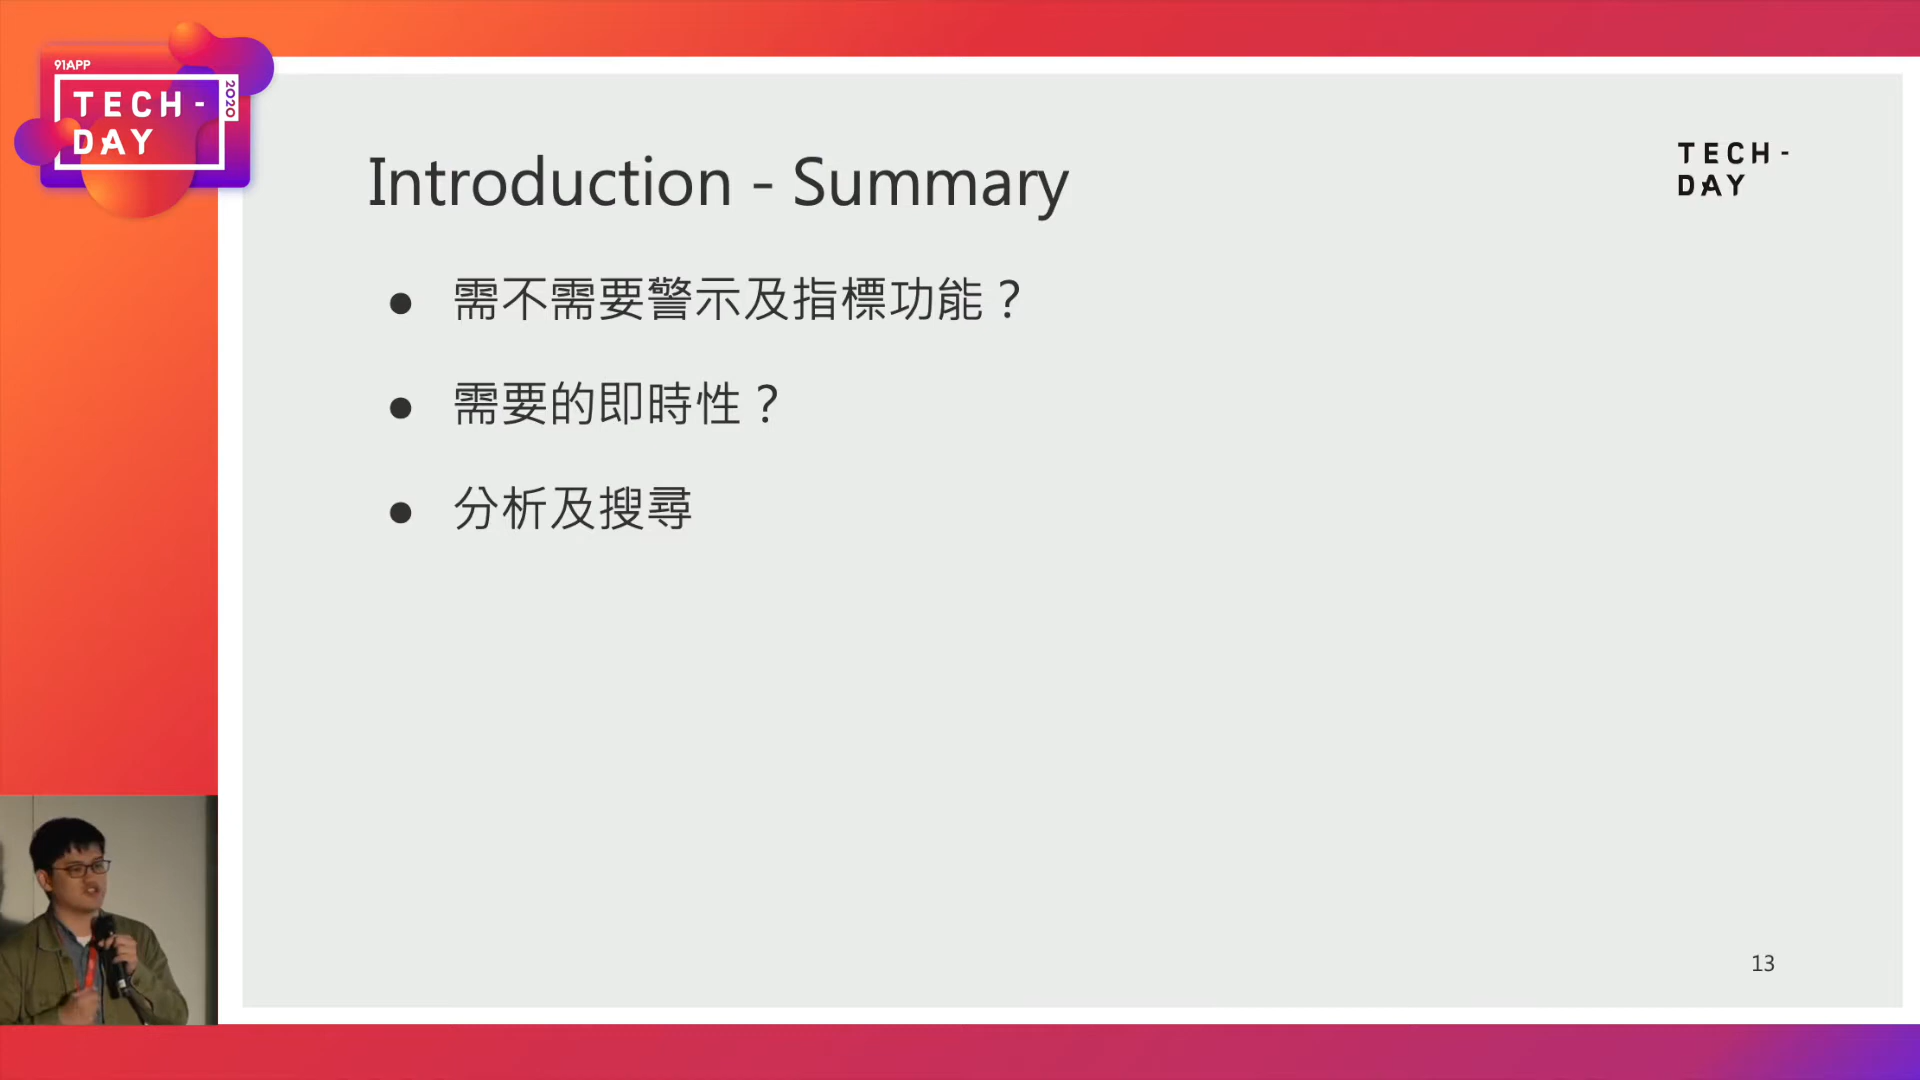 91APP
TECH-
DAY
2020
TECH-
DAY
Introduction - Summary
● 需不需要警示及指標功能？
● 需要的即時性？
● 分析及搜尋
13